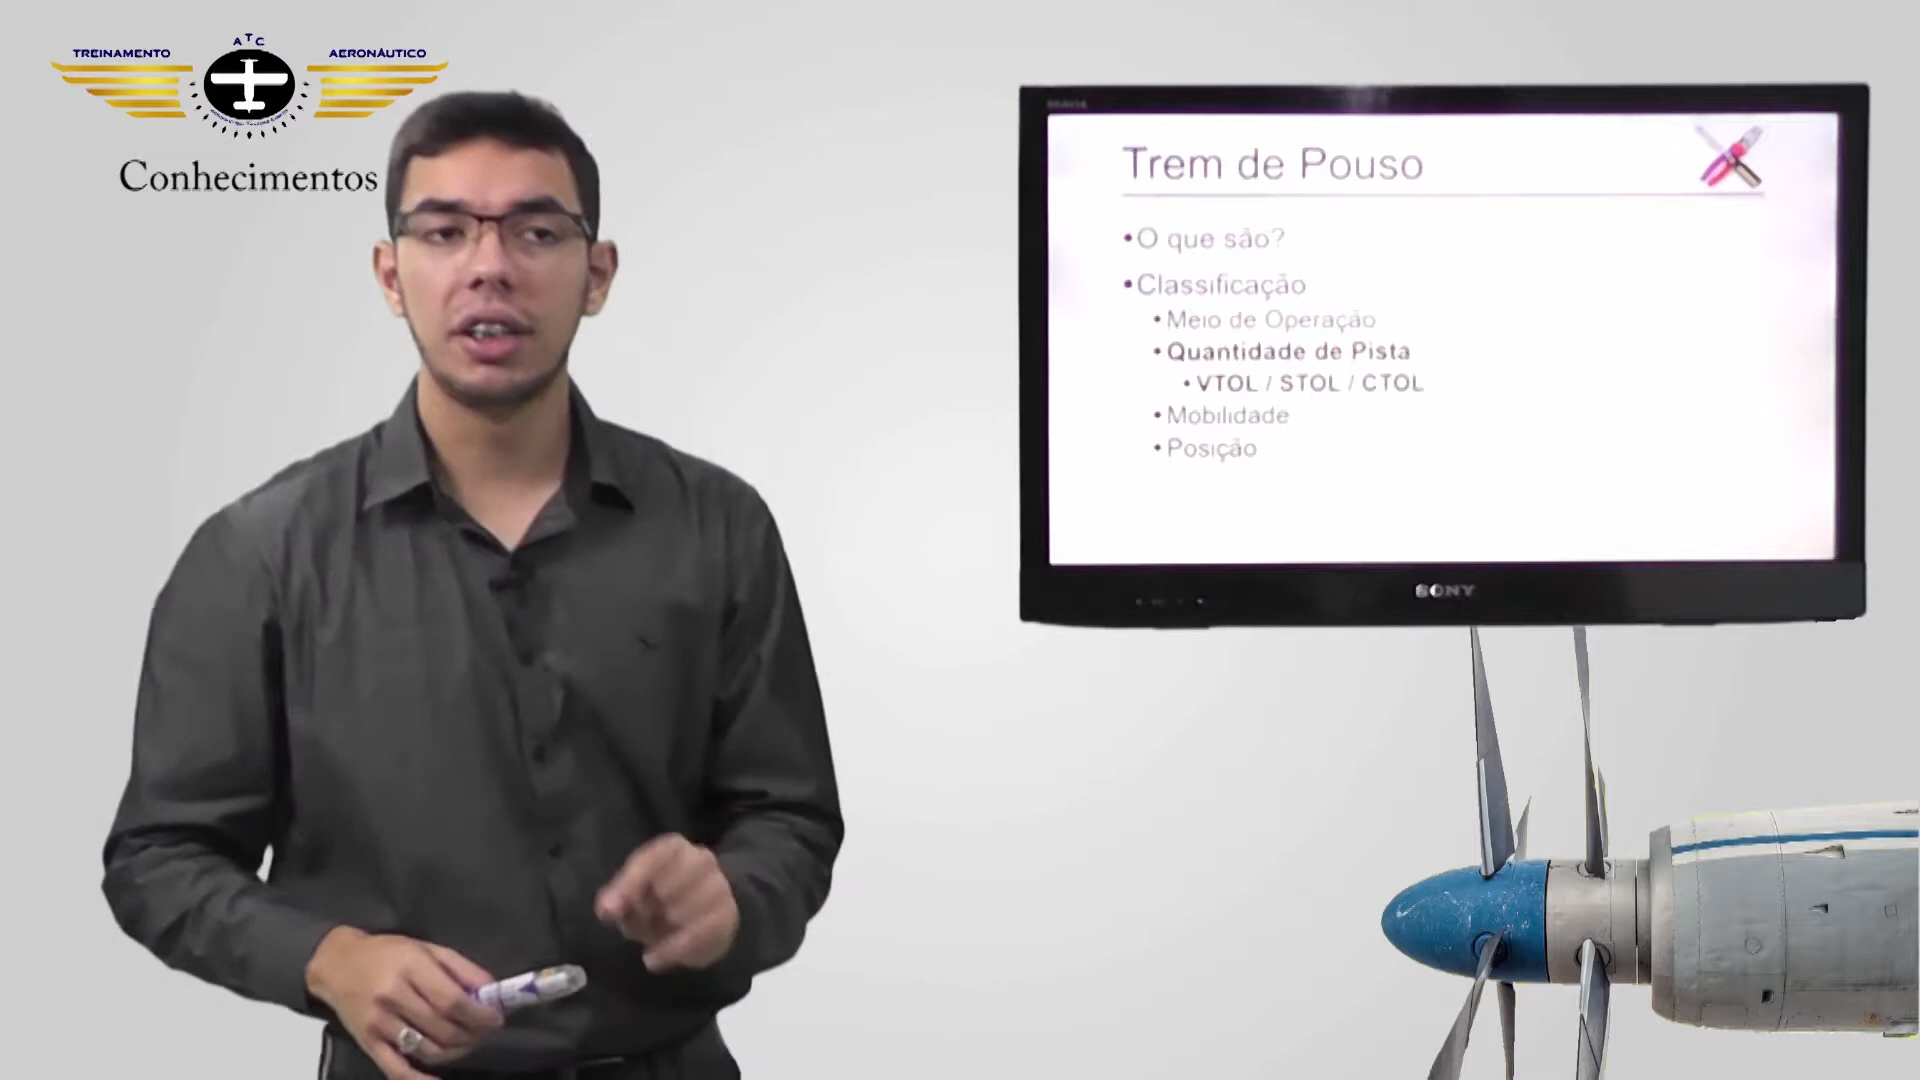 TREINAMENTO
ATC
AERONÁUTICO
Conhecimentos
Trem de Pouso
•O que são?
•Classificação
•Meio de Operação
•Quantidade de Pista
•VTOL / STOL / CTOL
•Mobilidade
•Posição
SONY